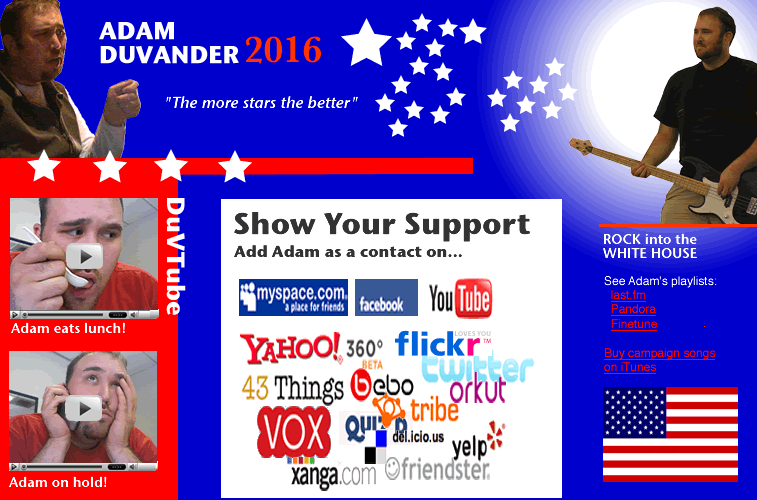 ADAM
DUVANDER 2016
"The more stars the better"
DuVTube
Adam eats lunch!
Adam on hold!
Show Your Support
Add Adam as a contact on...
myspace.com
a place for friends
facebook
YouTube
YAHOO! 360°
BETA
flickr
LOVES YOU
TM
twitter
43 Things
bebo
orkut
tribe
VOX
del.icio.us
yelp
xanga.com
friendster
ROCK into the
WHITE HOUSE
See Adam's playlists:
last.fm
Pandora
Finetune
Buy campaign songs
on iTunes